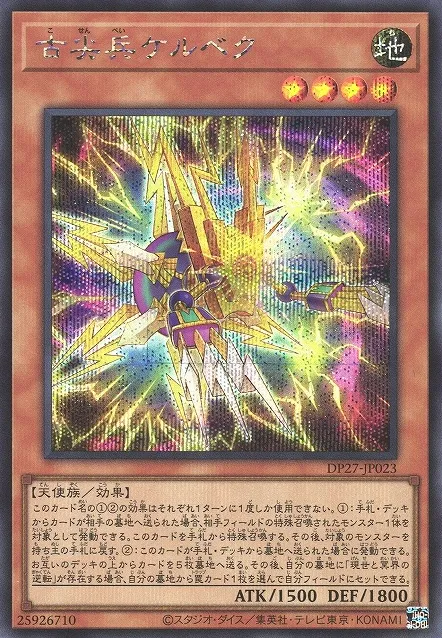 古尖兵ケルベク
地
DP27-JP023
【天使族/効果】
このカード名の①②の効果はそれぞれ1ターンに1度しか使用できない。①:手札・デッキ
からカードが相手の墓地へ送られた場合、相手フィールドの特殊召喚されたモンスター1体を
対象として発動できる。このカードを手札から特殊召喚する。その後、対象のモンスターを
持ち主の手札に戻す。②:このカードが手札・デッキから墓地へ送られた場合に発動できる。
お互いのデッキの上からカードを5枚墓地へ送る。その後、自分の墓地に「現世と冥界の
逆転」が存在する場合、自分の墓地から罠カード1枚を選んで自分フィールドにセットできる。
ATK/1500 DEF/1800
25926710
©スタジオ・ダイス/集英社・テレビ東京・KONAMI